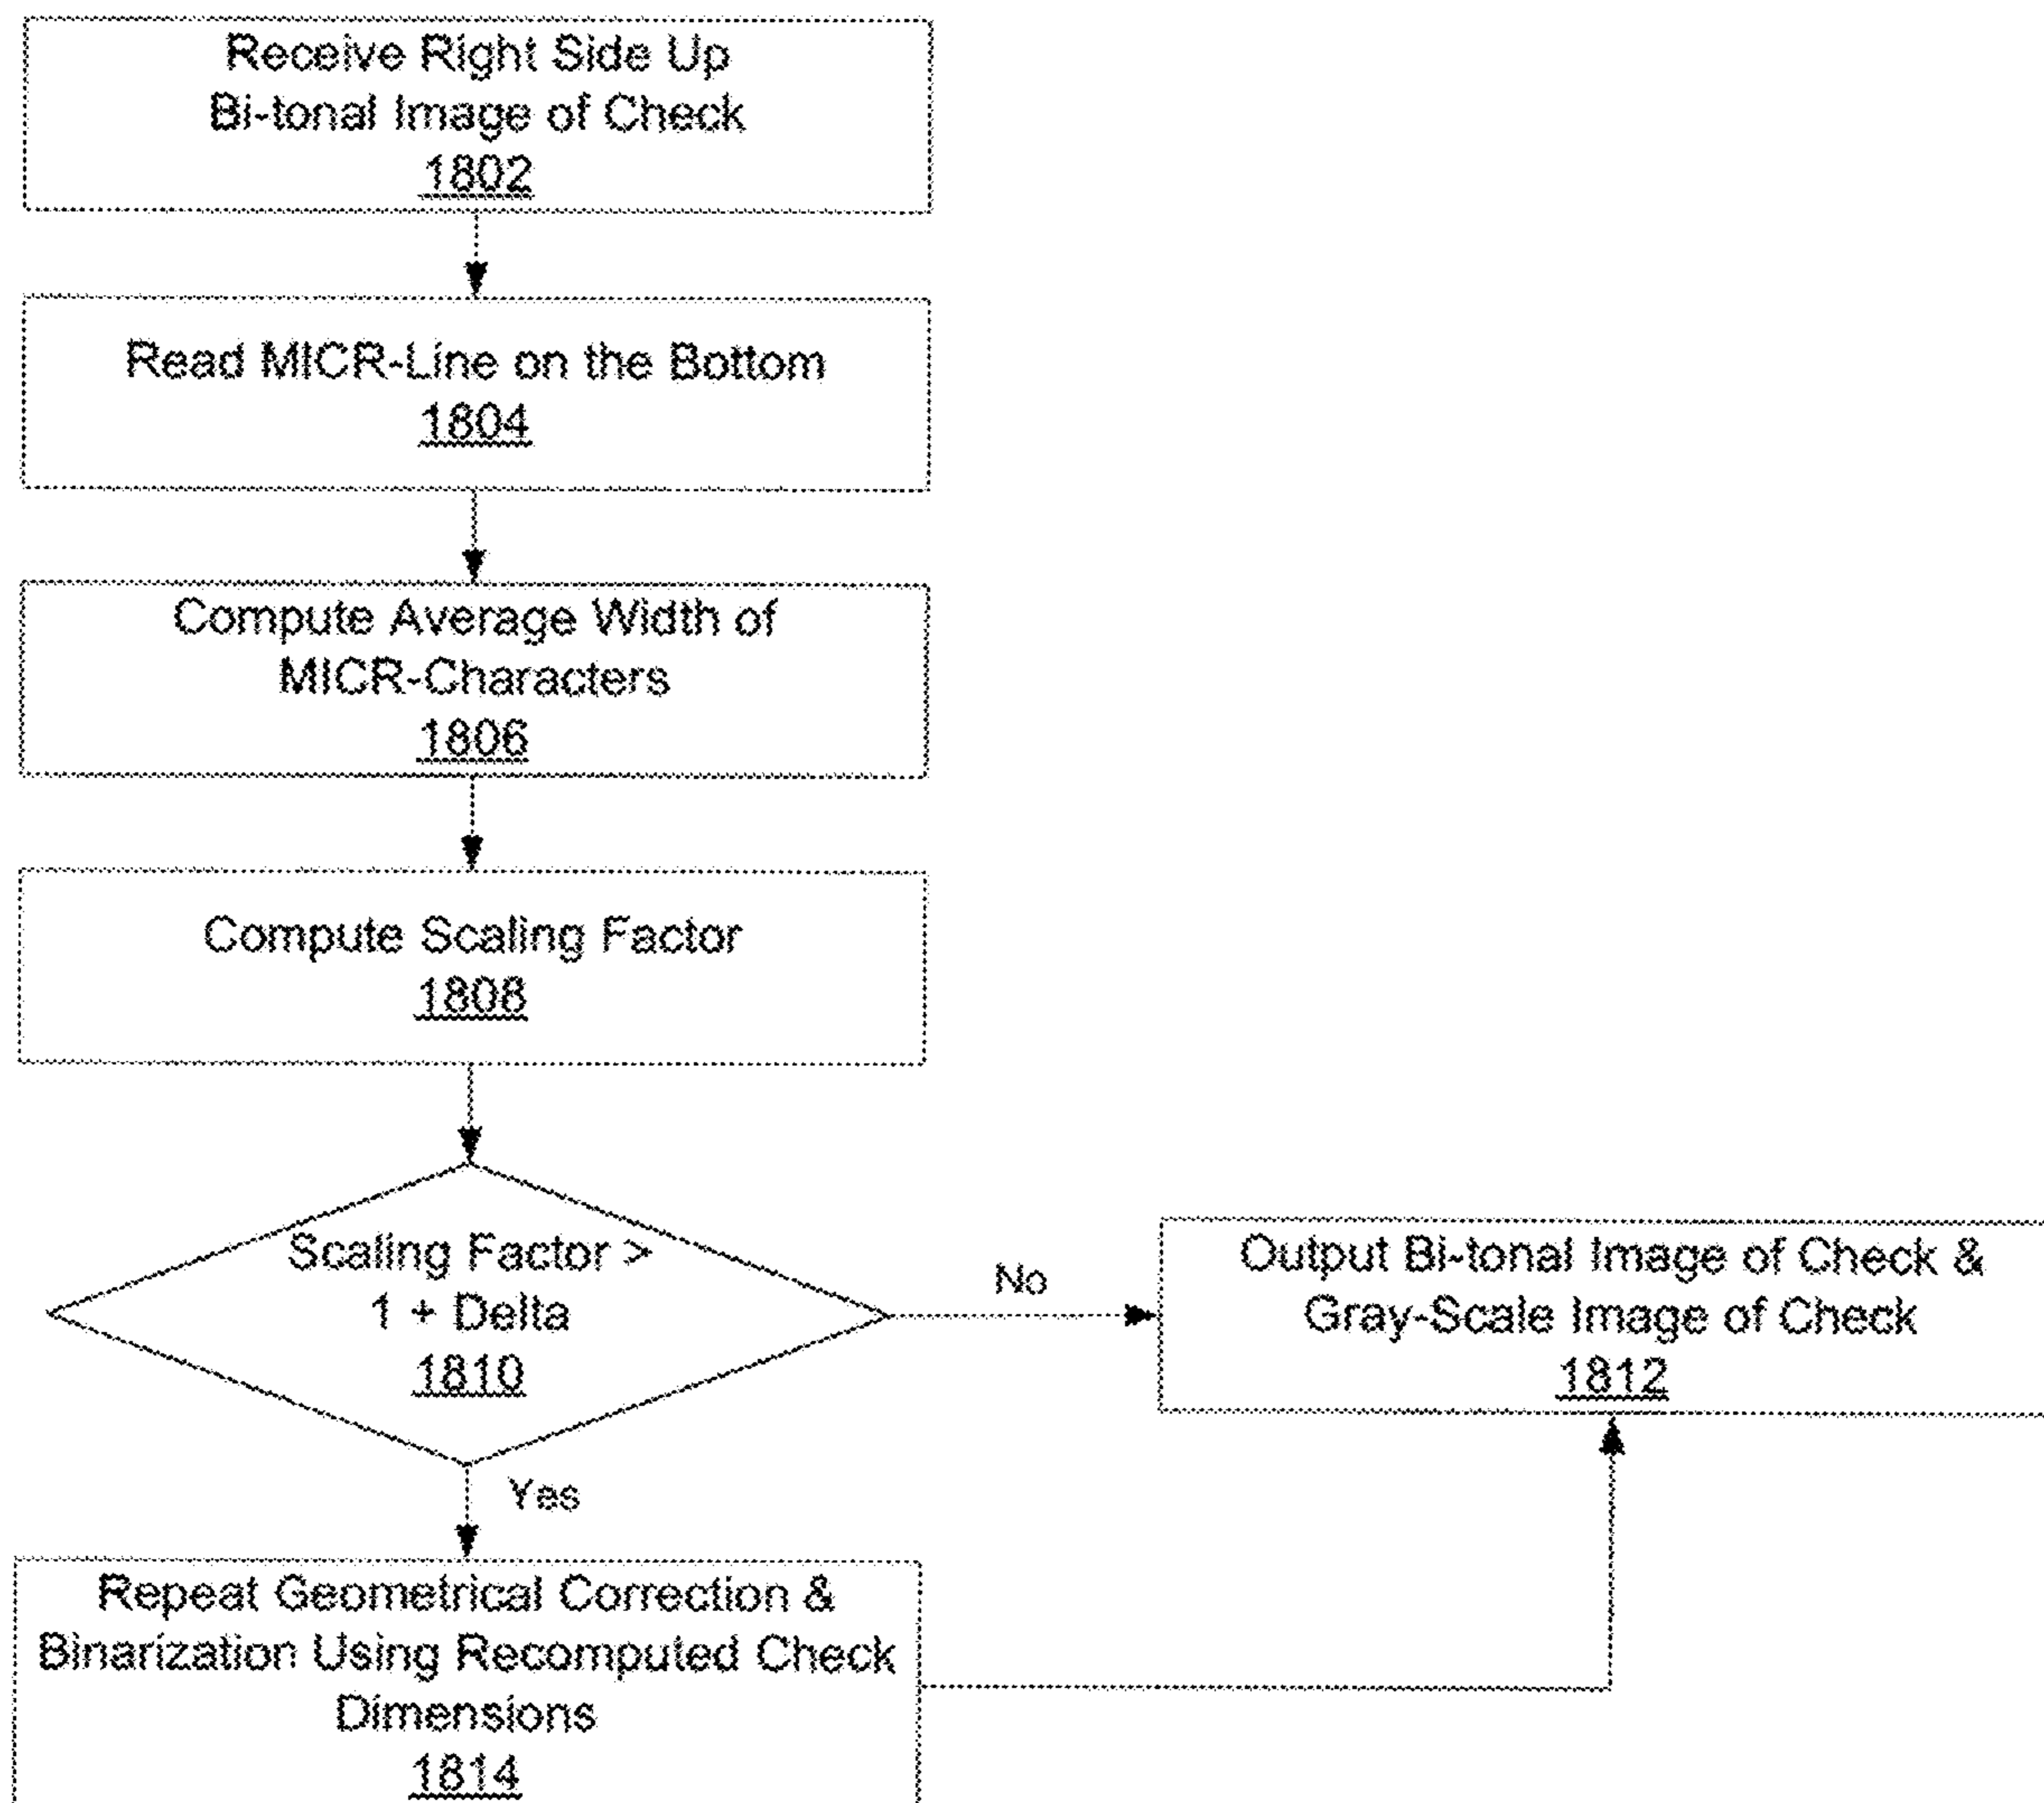 Receive Right Side Up
Bi-tonal Image of Check
1802
Read MICR-Line on the Bottom
1804
Compute Average Width of
MICR-Characters
1806
Compute Scaling Factor
1808
Scaling Factor >
1 + Delta
1810
No
Output Bi-tonal Image of Check &
Gray-Scale Image of Check
1812
Yes
Repeat Geometrical Correction &
Binarization Using Recomputed Check
Dimensions
1814